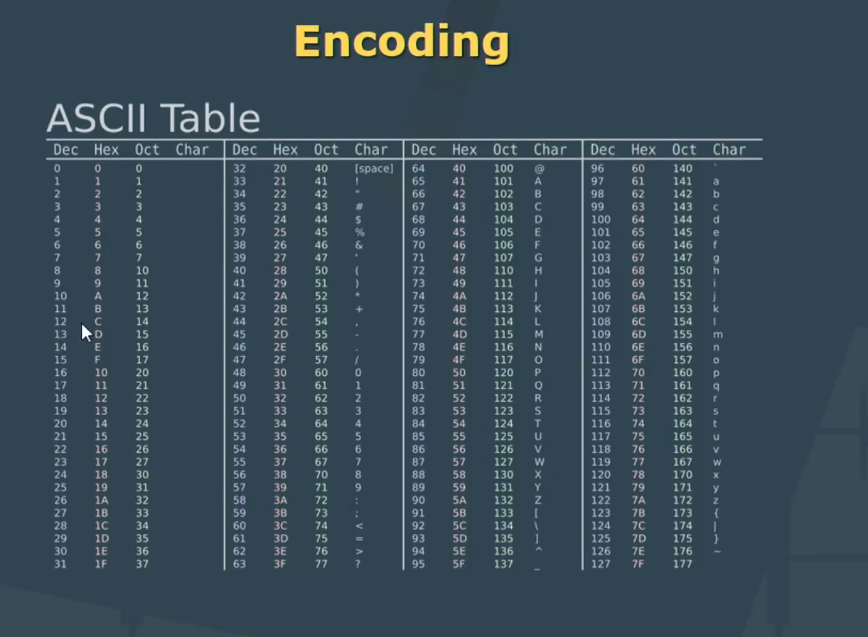 Encoding
ASCII Table
Dec Hex Oct Char Dec Hex Oct Char Dec Hex Oct Char Dec Hex Oct Char
0 0 0 32 20 40 [space] 64 40 100 @ 96 60 140 `
1 1 1 33 21 41 ! 65 41 101 A 97 61 141 a
2 2 2 34 22 42 " 66 42 102 B 98 62 142 b
3 3 3 35 23 43 # 67 43 103 C 99 63 143 c
4 4 4 36 24 44 $ 68 44 104 D 100 64 144 d
5 5 5 37 25 45 % 69 45 105 E 101 65 145 e
6 6 6 38 26 46 & 70 46 106 F 102 66 146 f
7 7 7 39 27 47 ' 71 47 107 G 103 67 147 g
8 8 10 40 28 50 ( 72 48 110 H 104 68 150 h
9 9 11 41 29 51 ) 73 49 111 I 105 69 151 i
10 A 12 42 2A 52 * 74 4A 112 J 106 6A 152 j
11 B 13 43 2B 53 + 75 4B 113 K 107 6B 153 k
12 C 14 44 2C 54 , 76 4C 114 L 108 6C 154 l
13 D 15 45 2D 55 - 77 4D 115 M 109 6D 155 m
14 E 16 46 2E 56 . 78 4E 116 N 110 6E 156 n
15 F 17 47 2F 57 / 79 4F 117 O 111 6F 157 o
16 10 20 48 30 60 0 80 50 120 P 112 70 160 p
17 11 21 49 31 61 1 81 51 121 Q 113 71 161 q
18 12 22 50 32 62 2 82 52 122 R 114 72 162 r
19 13 23 51 33 63 3 83 53 123 S 115 73 163 s
20 14 24 52 34 64 4 84 54 124 T 116 74 164 t
21 15 25 53 35 65 5 85 55 125 U 117 75 165 u
22 16 26 54 36 66 6 86 56 126 V 118 76 166 v
23 17 27 55 37 67 7 87 57 127 W 119 77 167 w
24 18 30 56 38 70 8 88 58 130 X 120 78 170 x
25 19 31 57 39 71 9 89 59 131 Y 121 79 171 y
26 1A 32 58 3A 72 : 90 5A 132 Z 122 7A 172 z
27 1B 33 59 3B 73 ; 91 5B 133 [ 123 7B 173 {
28 1C 34 60 3C 74 < 92 5C 134 \ 124 7C 174 |
29 1D 35 61 3D 75 = 93 5D 135 ] 125 7D 175 }
30 1E 36 62 3E 76 > 94 5E 136 ^ 126 7E 176 ~
31 1F 37 63 3F 77 ? 95 5F 137 _ 127 7F 177